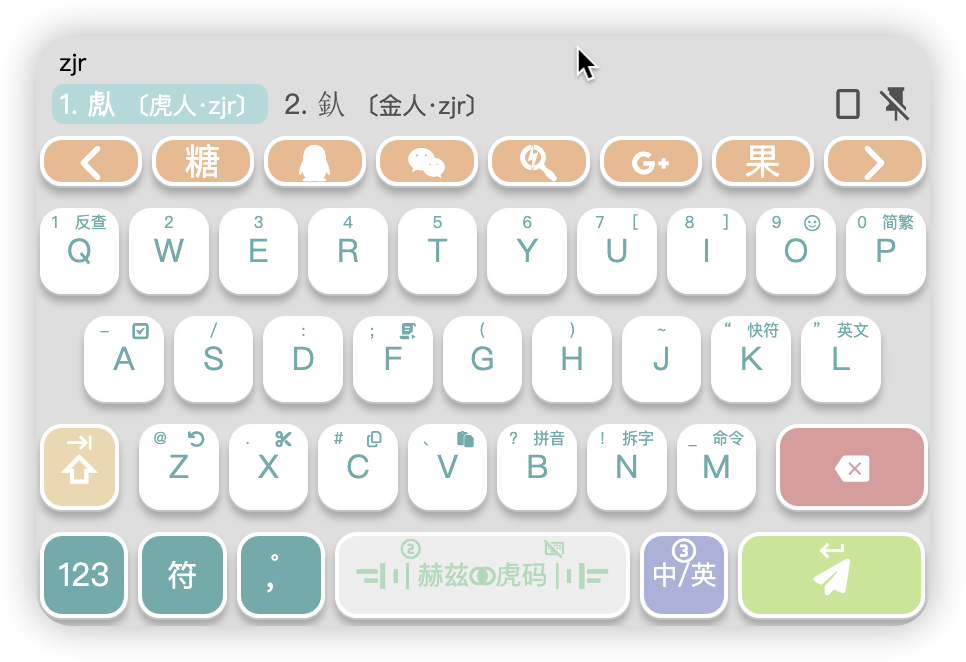 zjr
1. 〔虎人·zjr〕 2. 〔金人·zjr〕
糖 G+ 果
1 反查 2 3 4 5 6 7 [ 8 ] 9 0 简繁
Q W E R T Y U I O P
– / : ; ( ) ~ “ 快符 ” 英文
A S D F G H J K L
@ . # 、 ? 拼音 ! 拆字 _ 命令
Z X C V B N M
② ③
123 符 °, 赫兹虎码 中/英